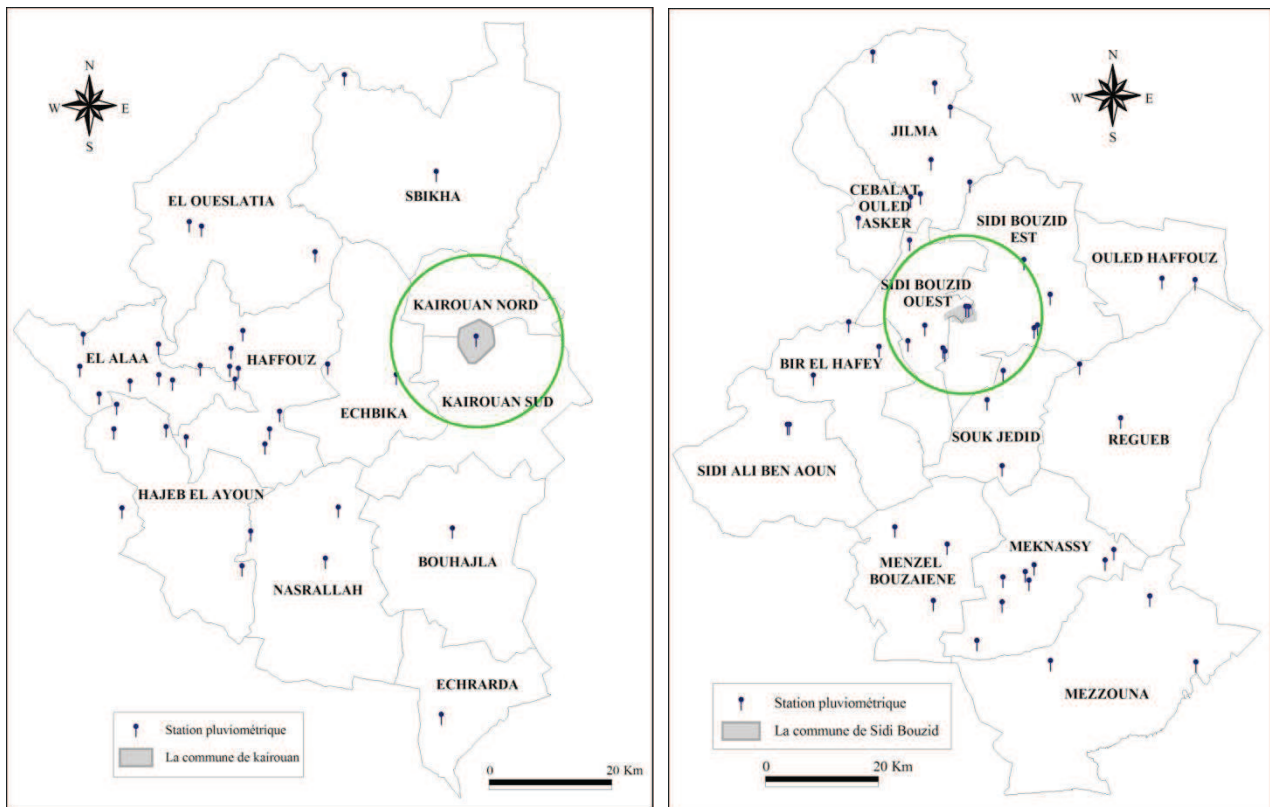 N
W E
S
SBIKHA
EL OUESLATIA
KAIROUAN NORD
EL ALAA
HAFFOUZ
ECHBIKA
KAIROUAN SUD
HAJEB EL AYOUN
BOUHAJLA
NASRALLAH
ECHRARDA
Station pluviométrique
La commune de kairouan
0 20 Km
N
W E
S
JILMA
CEBALAT
OULED
ASKER
SIDI BOUZID
EST
OULED HAFFOUZ
SIDI BOUZID
OUEST
BIR EL HAFEY
SOUK JEDID
REGUEB
SIDI ALI BEN AOUN
MENZEL
BOUZAIENE
MEKNASSY
MEZZOUNA
Station pluviométrique
La commune de Sidi Bouzid
0 20 Km